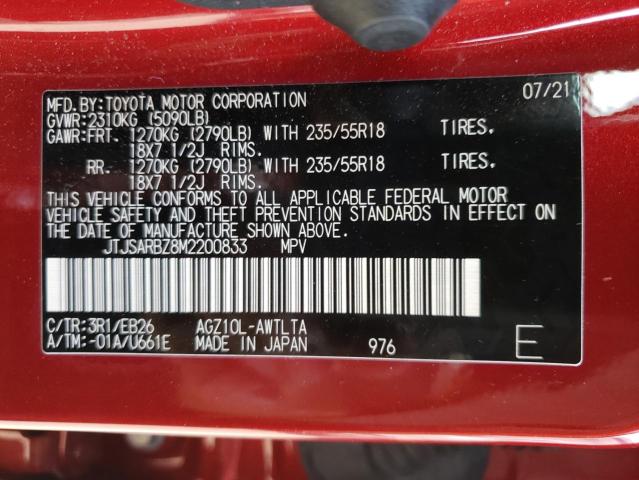 MFD.BY:TOYOTA MOTOR CORPORATION 07/21
GVWR:2310KG (5090LB)
GAWR:FRT. 1270KG (2790LB) WITH 235/55R18 TIRES.
18X7 1/2J RIMS.
RR. 1270KG (2790LB) WITH 235/55R18 TIRES.
18X7 1/2J RIMS.
THIS VEHICLE CONFORMS TO ALL APPLICABLE FEDERAL MOTOR
VEHICLE SAFETY AND THEFT PREVENTION STANDARDS IN EFFECT ON
THE DATE OF MANUFACTURE SHOWN ABOVE.
JTJSARBZ8M2200833 MPV
C/TR:3R1/EB26 AGZ10L-AWTLTA
A/TM:-01A/U661E MADE IN JAPAN 976 E